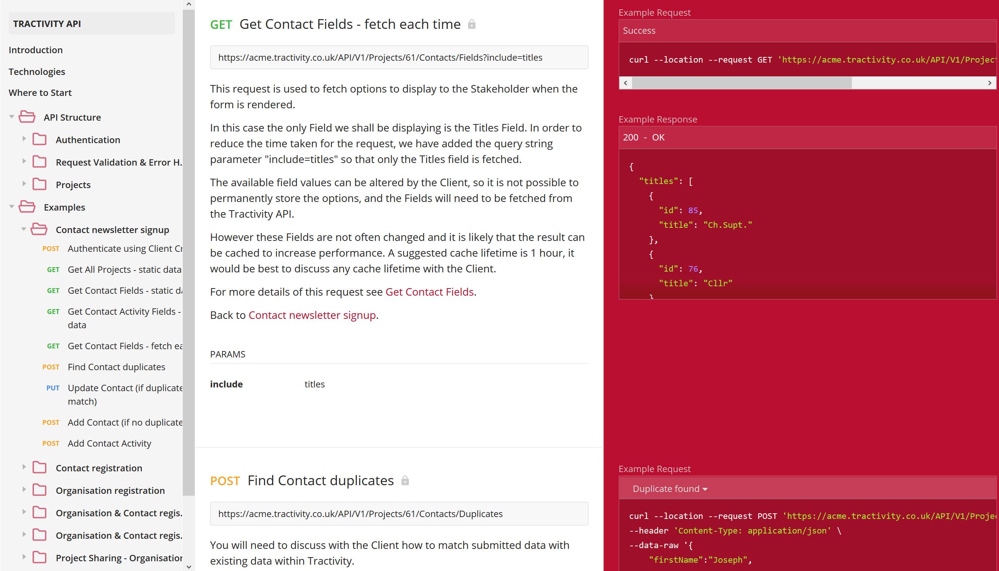 TRACTIVITY API
Introduction
Technologies
Where to Start
API Structure
Authentication
Request Validation & Error H.
Projects
Examples
Contact newsletter signup
POST Authenticate using Client
GET Get All Projects - static data
GET Get Contact Fields - static
GET Get Contact Activity Fields -
data
GET Get Contact Fields - fetch
POST Find Contact duplicates
PUT Update Contact (if duplicate
match)
POST Add Contact (if no duplicate
POST Add Contact Activity
Contact registration
Organisation registration
Organisation & Contact regis.
Organisation & Contact regis.
Project Sharing - Organisation
GET Get Contact Fields - fetch each time
https://acme.tractivity.co.uk/API/V1/Projects/61/Contacts/Fields?include=titles
This request is used to fetch options to display to the Stakeholder when the
form is rendered.
In this case the only Field we shall be displaying is the Titles Field. In order to
reduce the time taken for the request, we have added the query string
parameter "include=titles" so that only the Titles field is fetched.
The available field values can be altered by the Client, so it is not possible to
permanently store the options, and the Fields will need to be fetched from
the Tractivity API.
However these Fields are not often changed and it is likely that the result can
be cached to increase performance. A suggested cache lifetime is 1 hour, it
would be best to discuss any cache lifetime with the Client.
For more details of this request see Get Contact Fields.
Back to Contact newsletter signup.
PARAMS
include titles
POST Find Contact duplicates
https://acme.tractivity.co.uk/API/V1/Projects/61/Contacts/Duplicates
You will need to discuss with the Client how to match submitted data with
existing data within Tractivity.
Example Request
Success
curl --location --request GET 'https://acme.tractivity.co.uk/API/V1/Project
Example Response
200 - OK
{
"titles": [
{
"id": 85,
"title": "Ch.Supt."
},
{
"id": 76,
"title": "Cllr"
}
Example Request
Duplicate found
curl --location --request POST 'https://acme.tractivity.co.uk/API/V1/Proje
--header 'Content-Type: application/json' \
--data-raw '{
"firstName":"Joseph",